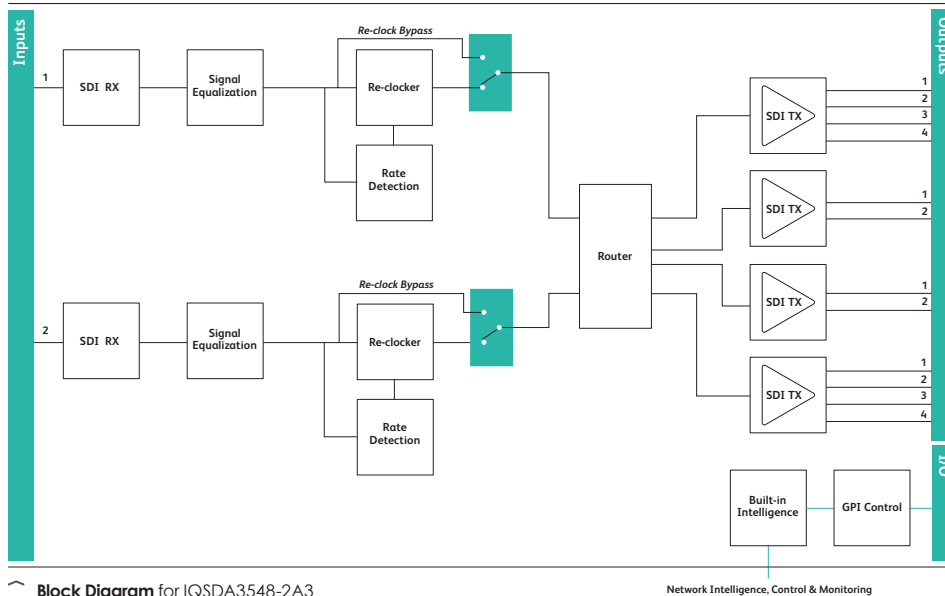 Inputs
Outputs
Re-clock Bypass
1
SDI RX
Signal
Equalization
Re-clocker
Rate
Detection
SDI TX
1
2
3
4
SDI TX
1
2
Router
Re-clock Bypass
2
SDI RX
Signal
Equalization
Re-clocker
Rate
Detection
SDI TX
1
2
SDI TX
1
2
3
4
I/O
Built-in
Intelligence
GPI Control
Block Diagram for IQSDA3548-2A3
Network Intelligence, Control & Monitoring